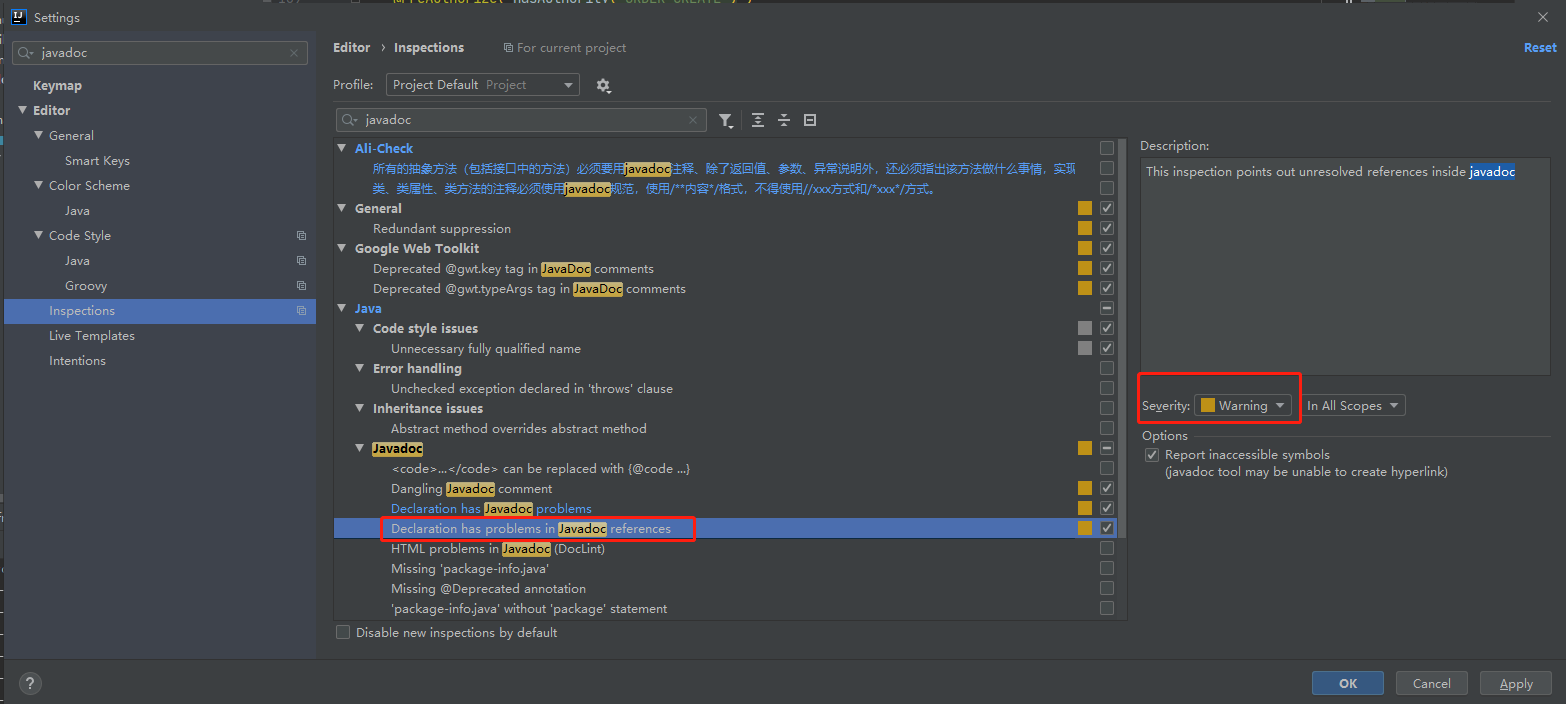 Settings
javadoc
Keymap
Editor
General
Smart Keys
Color Scheme
Java
Code Style
Java
Groovy
Inspections
Live Templates
Intentions
Editor › Inspections For current project
Reset
Profile: Project Default Project
javadoc
Ali-Check
所有的抽象方法（包括接口中的方法）必须要用javadoc注释、除了返回值、参数、异常说明外，还必须指出该方法做什么事情，实现
类、类属性、类方法的注释必须使用javadoc规范，使用/**内容*/格式，不得使用//xxx方式和/*xxx*/方式。
General
Redundant suppression
Google Web Toolkit
Deprecated @gwt.key tag in JavaDoc comments
Deprecated @gwt.typeArgs tag in JavaDoc comments
Java
Code style issues
Unnecessary fully qualified name
Error handling
Unchecked exception declared in 'throws' clause
Inheritance issues
Abstract method overrides abstract method
Javadoc
<code>...</code> can be replaced with {@code ...}
Dangling Javadoc comment
Declaration has Javadoc problems
Declaration has problems in Javadoc references
HTML problems in Javadoc (DocLint)
Missing 'package-info.java'
Missing @Deprecated annotation
'package-info.java' without 'package' statement
Disable new inspections by default
Description:
This inspection points out unresolved references inside javadoc
Severity: Warning In All Scopes
Options
Report inaccessible symbols
(javadoc tool may be unable to create hyperlink)
?
OK
Cancel
Apply